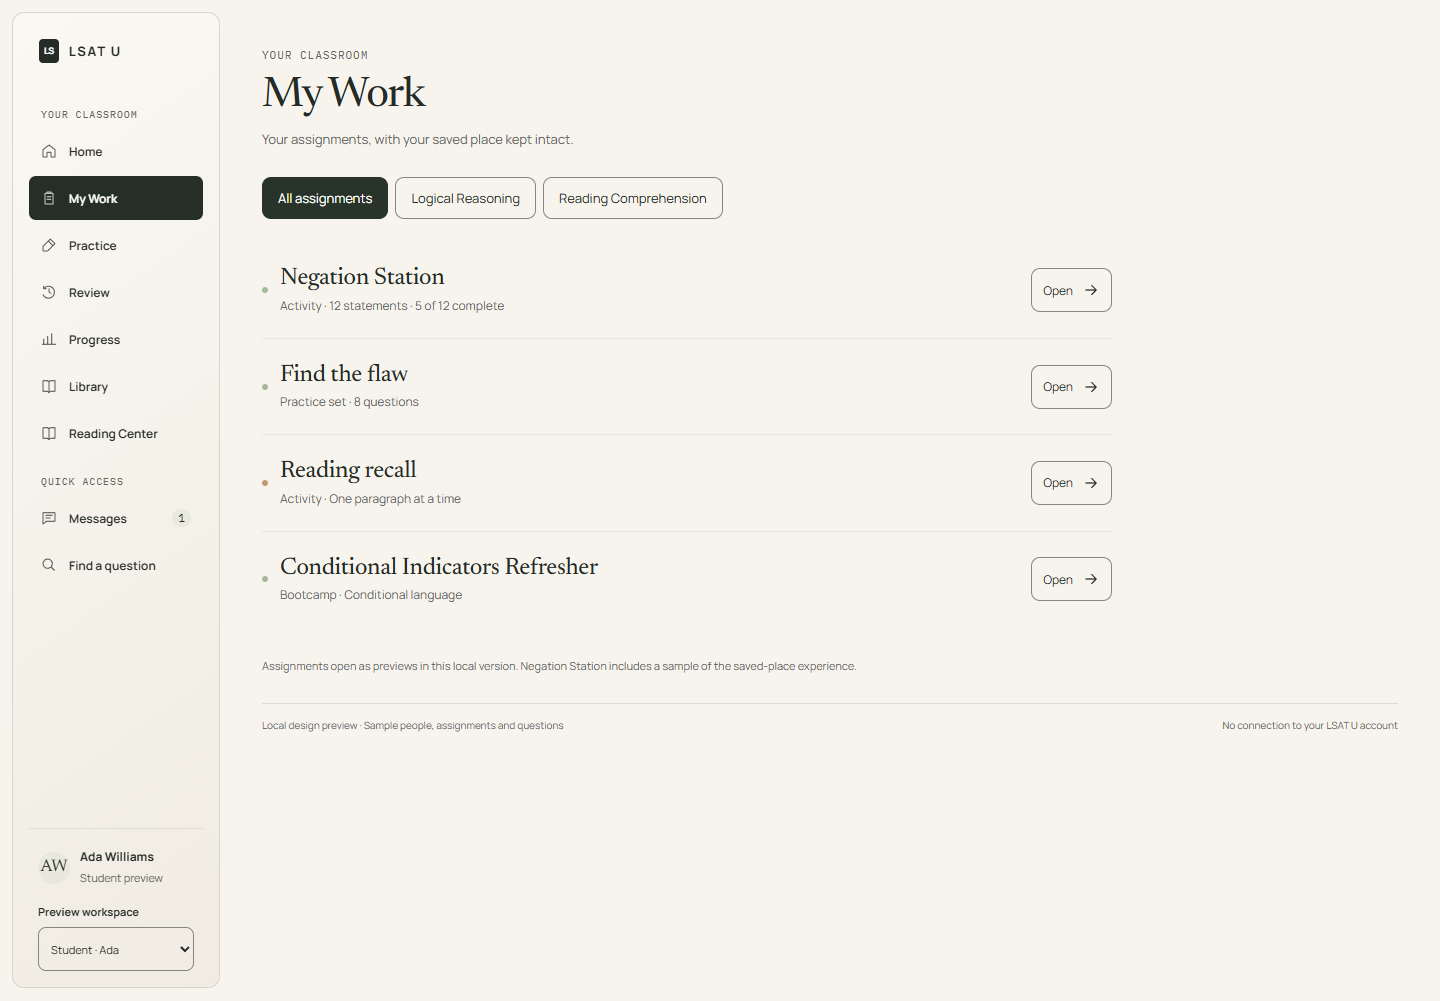 LS LSAT U
YOUR CLASSROOM
Home
My Work
Practice
Review
Progress
Library
Reading Center
QUICK ACCESS
Messages 1
Find a question
AW
Ada Williams
Student preview
Preview workspace
Student · Ada
YOUR CLASSROOM
My Work
Your assignments, with your saved place kept intact.
All assignments Logical Reasoning Reading Comprehension
Negation Station
Activity · 12 statements · 5 of 12 complete
Open
Find the flaw
Practice set · 8 questions
Open
Reading recall
Activity · One paragraph at a time
Open
Conditional Indicators Refresher
Bootcamp · Conditional language
Open
Assignments open as previews in this local version. Negation Station includes a sample of the saved-place experience.
Local design preview · Sample people, assignments and questions No connection to your LSAT U account